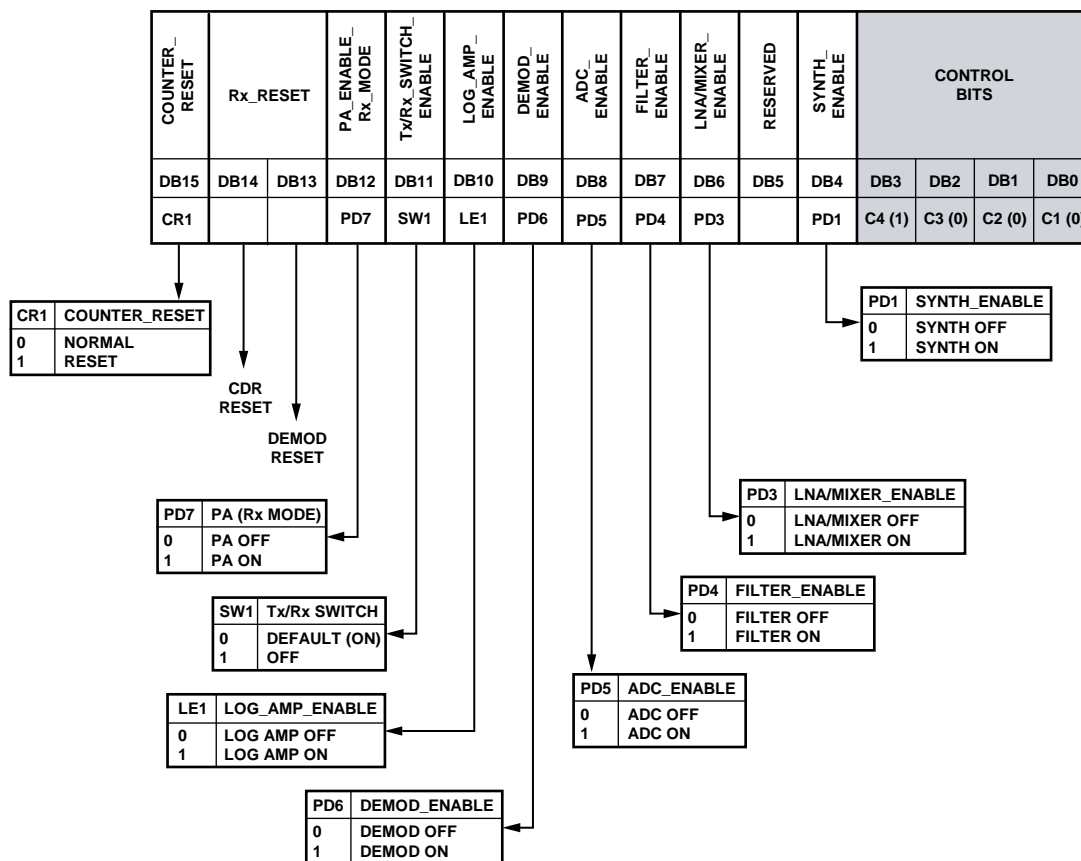 COUNTER_
RESET
Rx_RESET
PA_ENABLE_
Rx_MODE
Tx/Rx_SWITCH_
ENABLE
LOG_AMP_
ENABLE
DEMOD_
ENABLE
ADC_
ENABLE
FILTER_
ENABLE
LNA/MIXER_
ENABLE
RESERVED
SYNTH_
ENABLE
CONTROL
BITS
DB15 DB14 DB13 DB12 DB11 DB10 DB9 DB8 DB7 DB6 DB5 DB4 DB3 DB2 DB1 DB0
CR1 PD7 SW1 LE1 PD6 PD5 PD4 PD3 PD1 C4 (1) C3 (0) C2 (0) C1 (0)
PD1 SYNTH_ENABLE
0 SYNTH OFF
1 SYNTH ON
CR1 COUNTER_RESET
0 NORMAL
1 RESET
CDR
RESET
DEMOD
RESET
PD3 LNA/MIXER_ENABLE
0 LNA/MIXER OFF
1 LNA/MIXER ON
PD7 PA (Rx MODE)
0 PA OFF
1 PA ON
PD4 FILTER_ENABLE
0 FILTER OFF
1 FILTER ON
SW1 Tx/Rx SWITCH
0 DEFAULT (ON)
1 OFF
PD5 ADC_ENABLE
0 ADC OFF
1 ADC ON
LE1 LOG_AMP_ENABLE
0 LOG AMP OFF
1 LOG AMP ON
PD6 DEMOD_ENABLE
0 DEMOD OFF
1 DEMOD ON